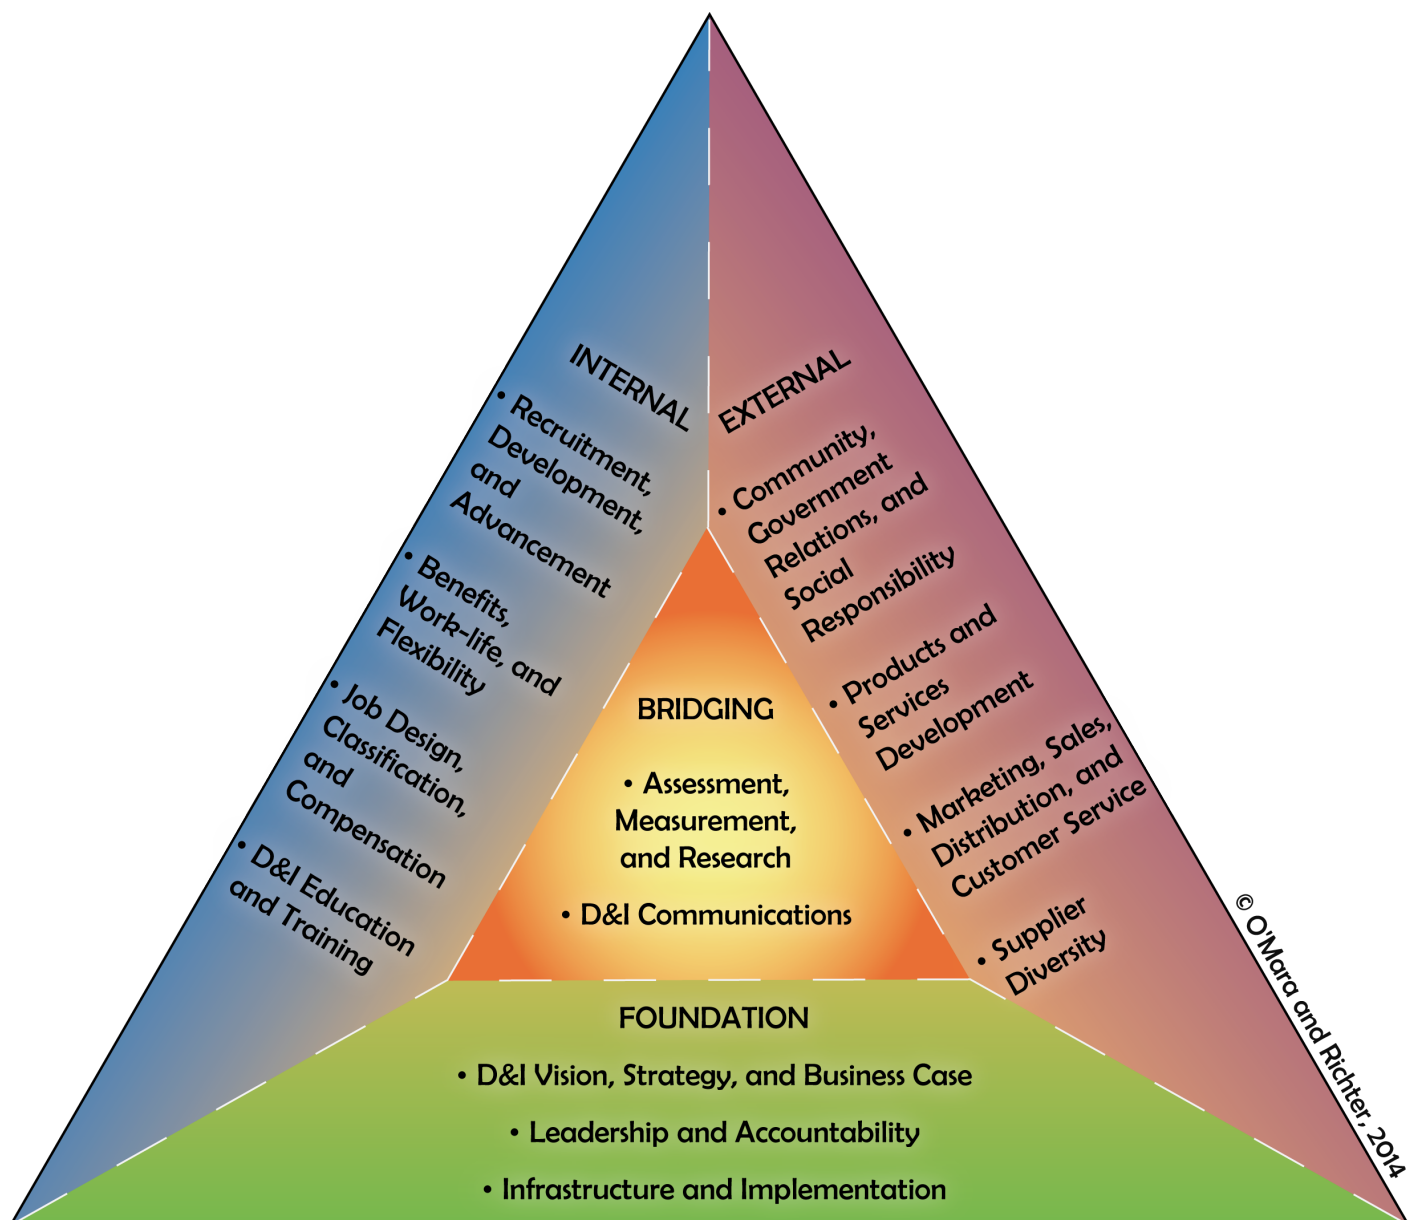 INTERNAL
• Recruitment,
Development,
and
Advancement
• Benefits,
Work-life, and
Flexibility
• Job Design,
Classification,
and
Compensation
• D&I Education
and Training
EXTERNAL
• Community,
Government
Relations, and
Social
Responsibility
• Products and
Services
Development
• Marketing, Sales,
Distribution, and
Customer Service
• Supplier
Diversity
BRIDGING
• Assessment,
Measurement,
and Research
• D&I Communications
FOUNDATION
• D&I Vision, Strategy, and Business Case
• Leadership and Accountability
• Infrastructure and Implementation
© O'Mara and Richter, 2014